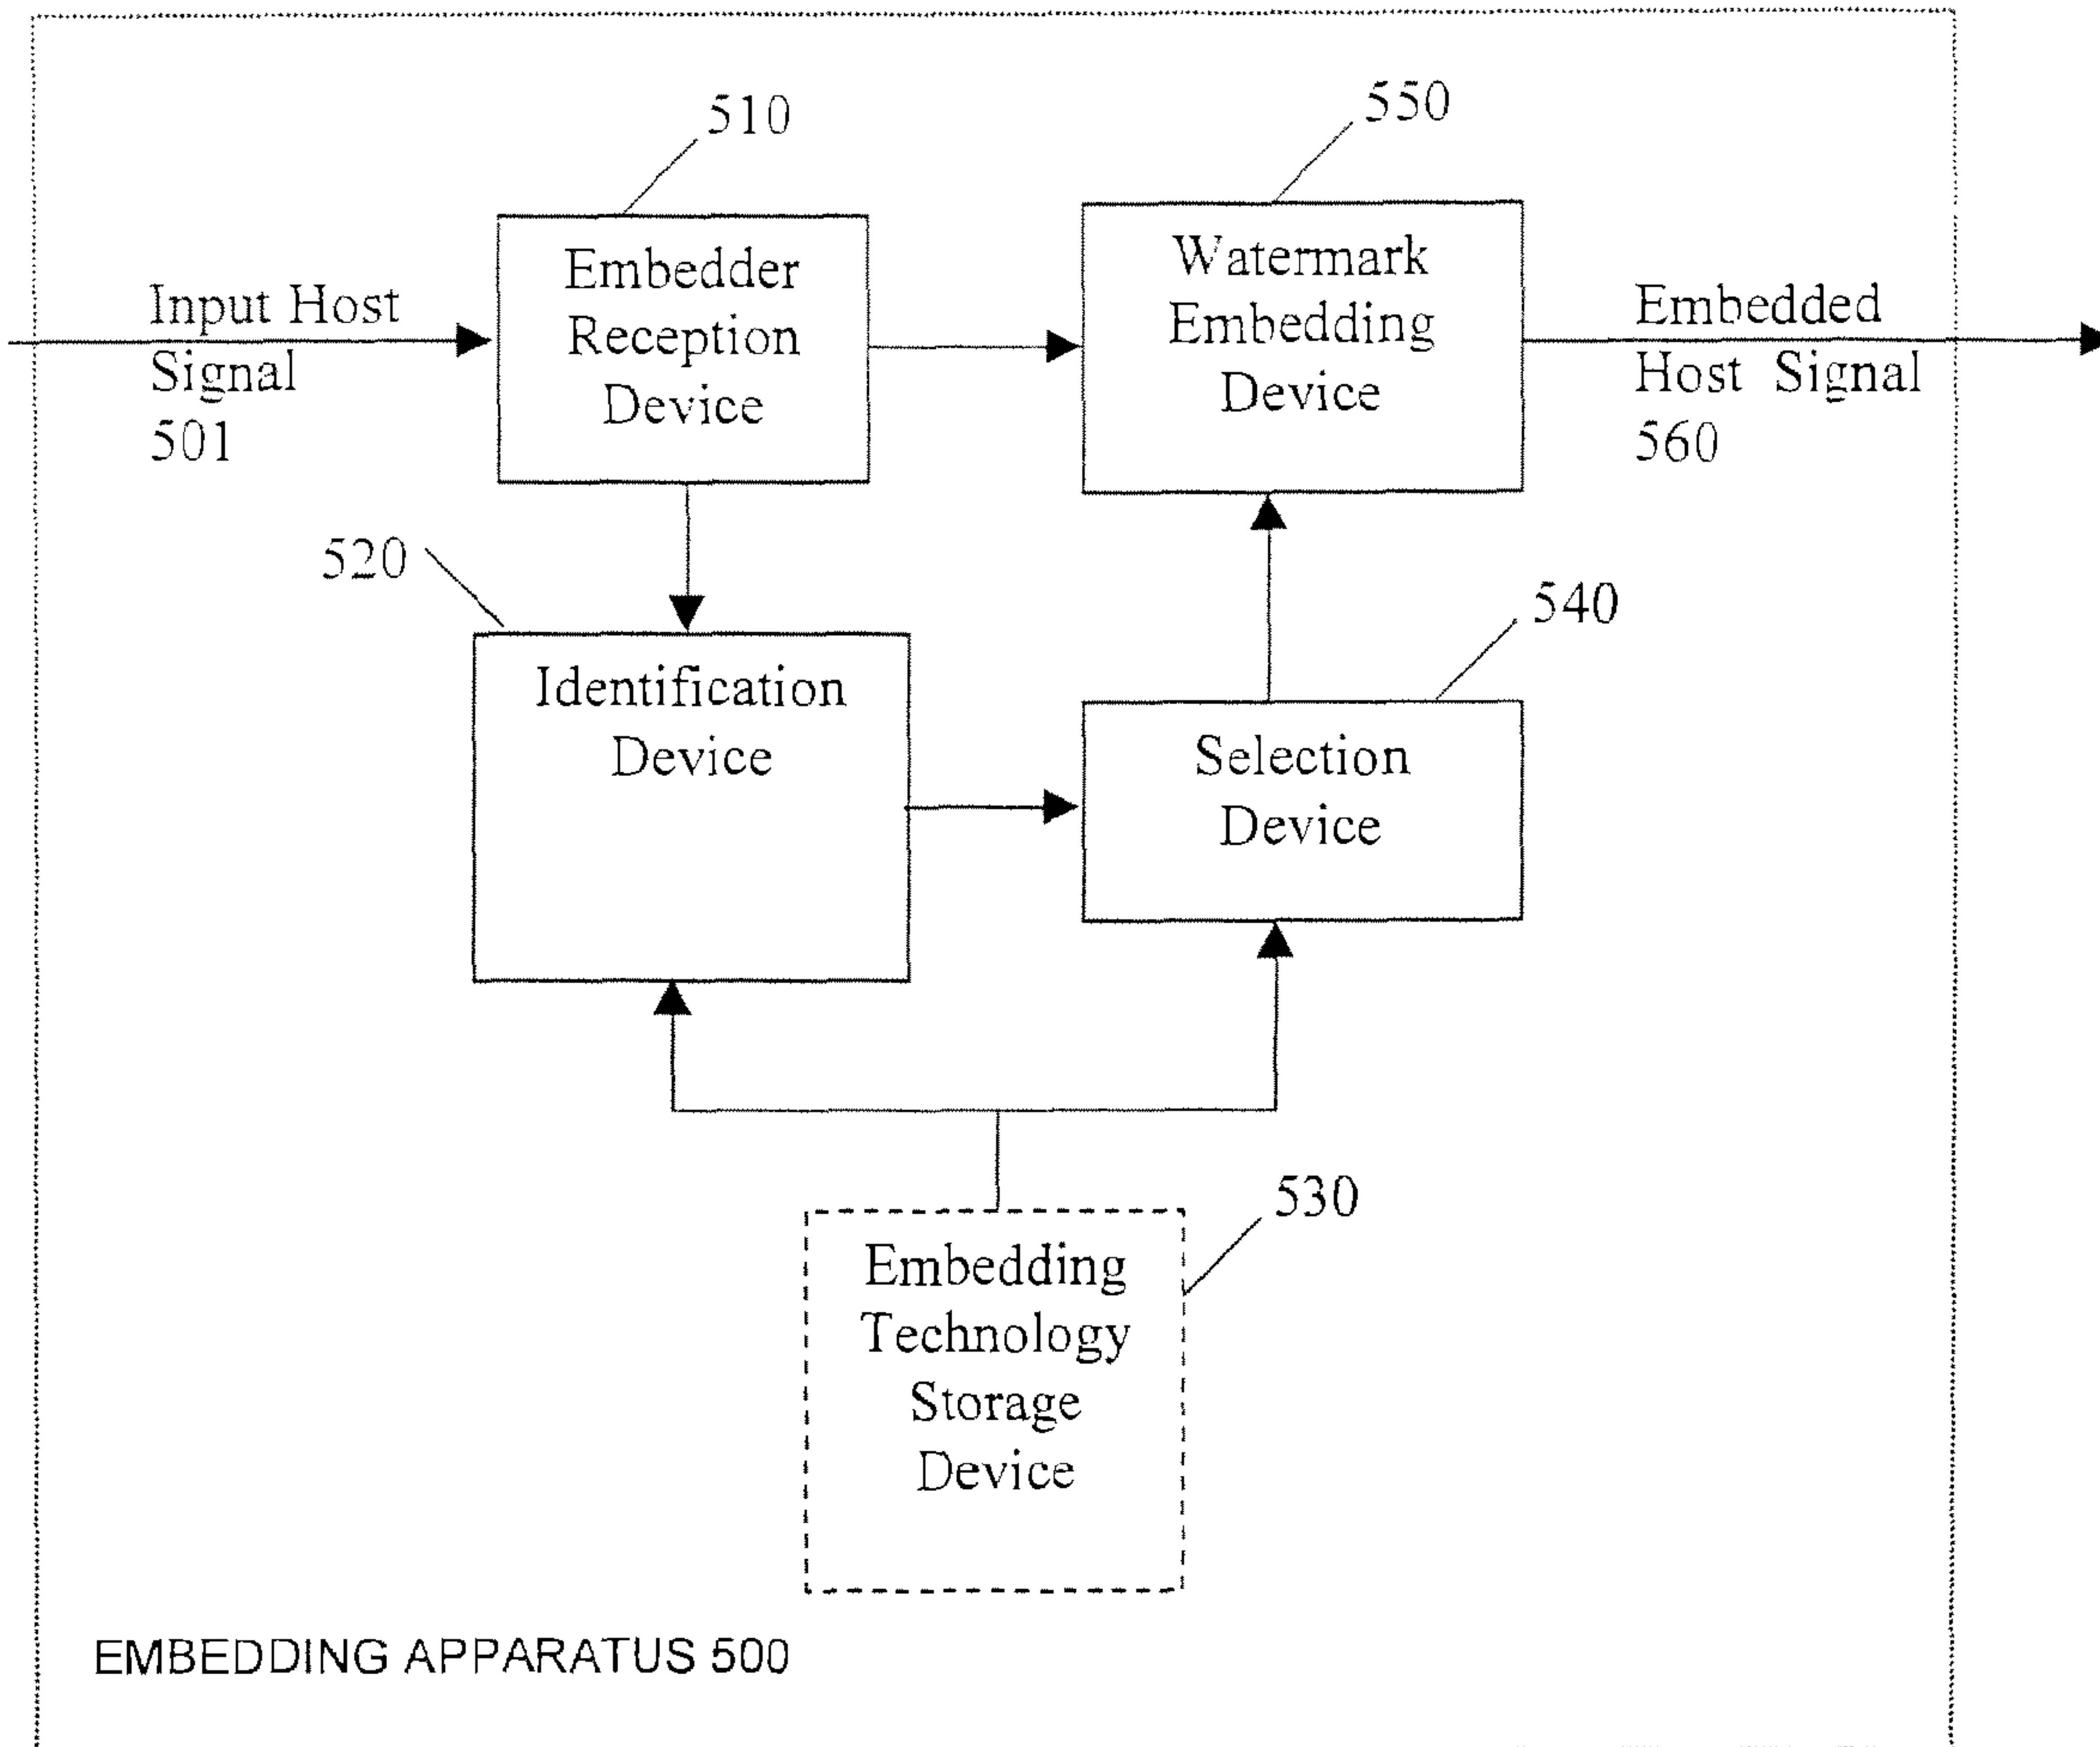 510
550
Input Host
Signal
501
Embedder
Reception
Device
Watermark
Embedding
Device
Embedded
Host Signal
560
520
540
Identification
Device
Selection
Device
530
Embedding
Technology
Storage
Device
EMBEDDING APPARATUS 500